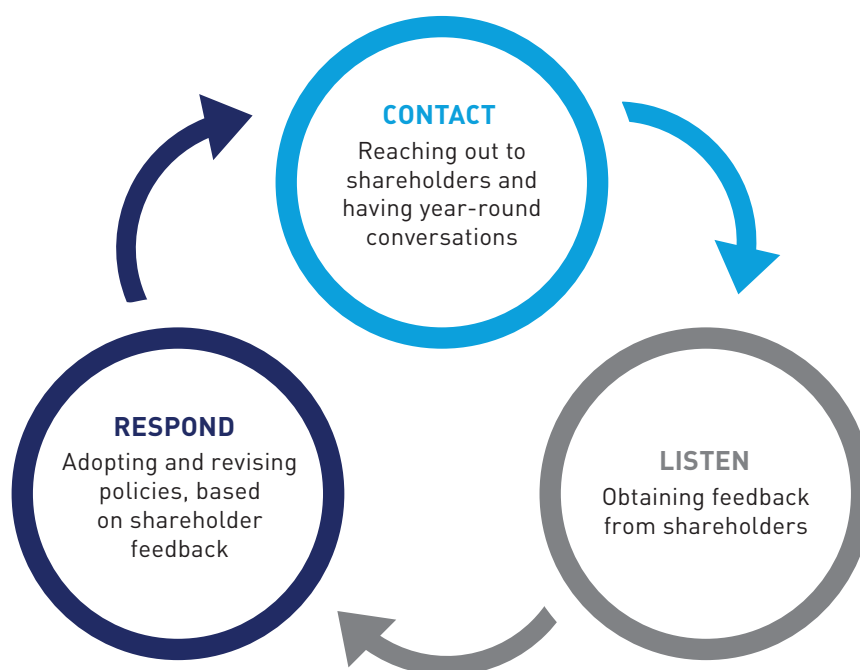 CONTACT
Reaching out to
shareholders and
having year-round
conversations
RESPOND
Adopting and revising
policies, based
on shareholder
feedback
LISTEN
Obtaining feedback
from shareholders